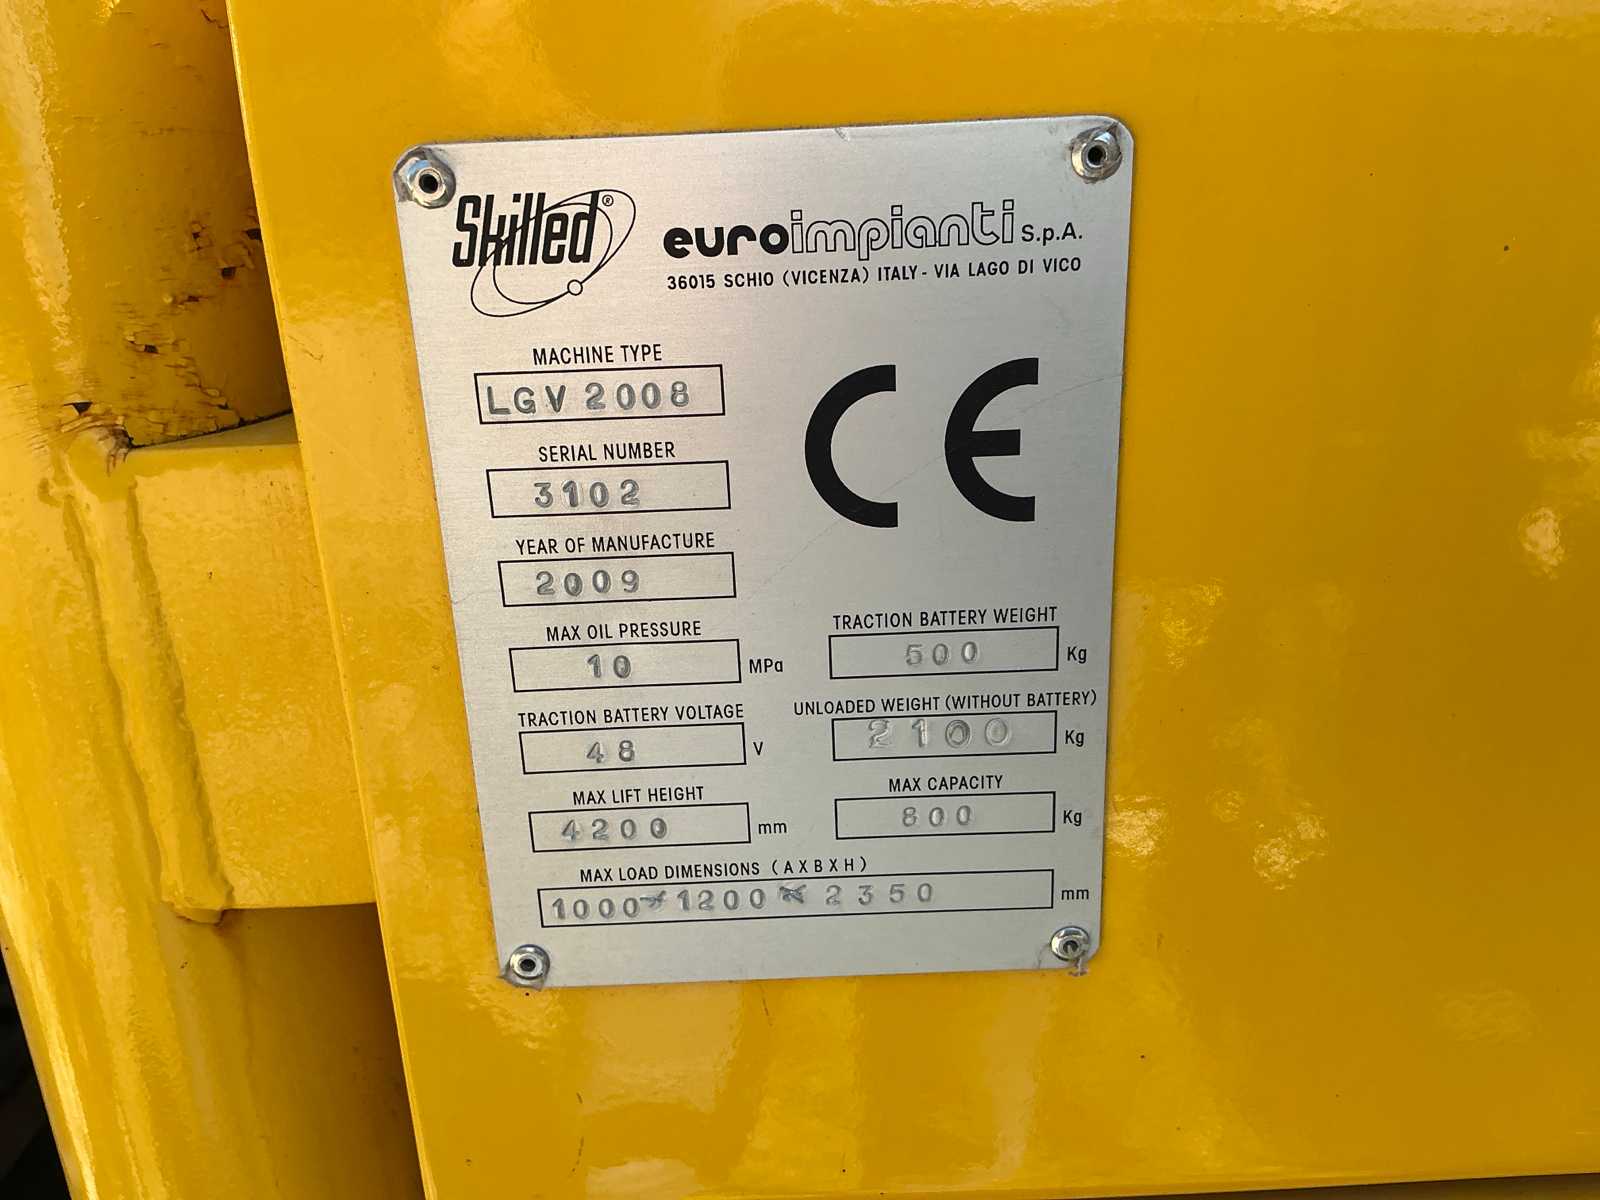 Skilled®
euroimpianti S.p.A.
36015 SCHIO (VICENZA) ITALY - VIA LAGO DI VICO
CE
MACHINE TYPE
LGV 2008
SERIAL NUMBER
3102
YEAR OF MANUFACTURE
2009
MAX OIL PRESSURE
10 MPa
TRACTION BATTERY VOLTAGE
48 V
MAX LIFT HEIGHT
4200 mm
TRACTION BATTERY WEIGHT
500 Kg
UNLOADED WEIGHT (WITHOUT BATTERY)
2100 Kg
MAX CAPACITY
800 Kg
MAX LOAD DIMENSIONS (A X B X H)
1000 x 1200 x 2350 mm